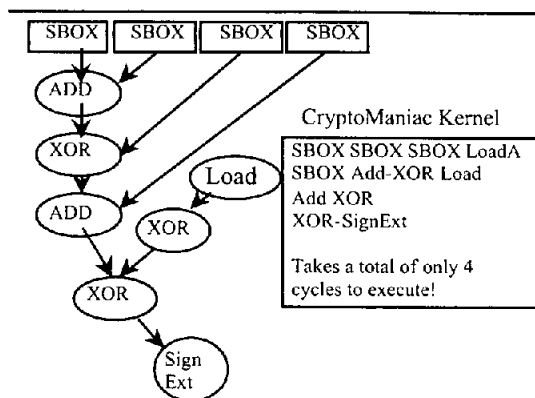 SBOX SBOX SBOX SBOX
ADD
XOR
ADD
Load
XOR
XOR
Sign
Ext
CryptoManiac Kernel
SBOX SBOX SBOX LoadA
SBOX Add-XOR Load
Add XOR
XOR-SignExt
Takes a total of only 4
cycles to execute!